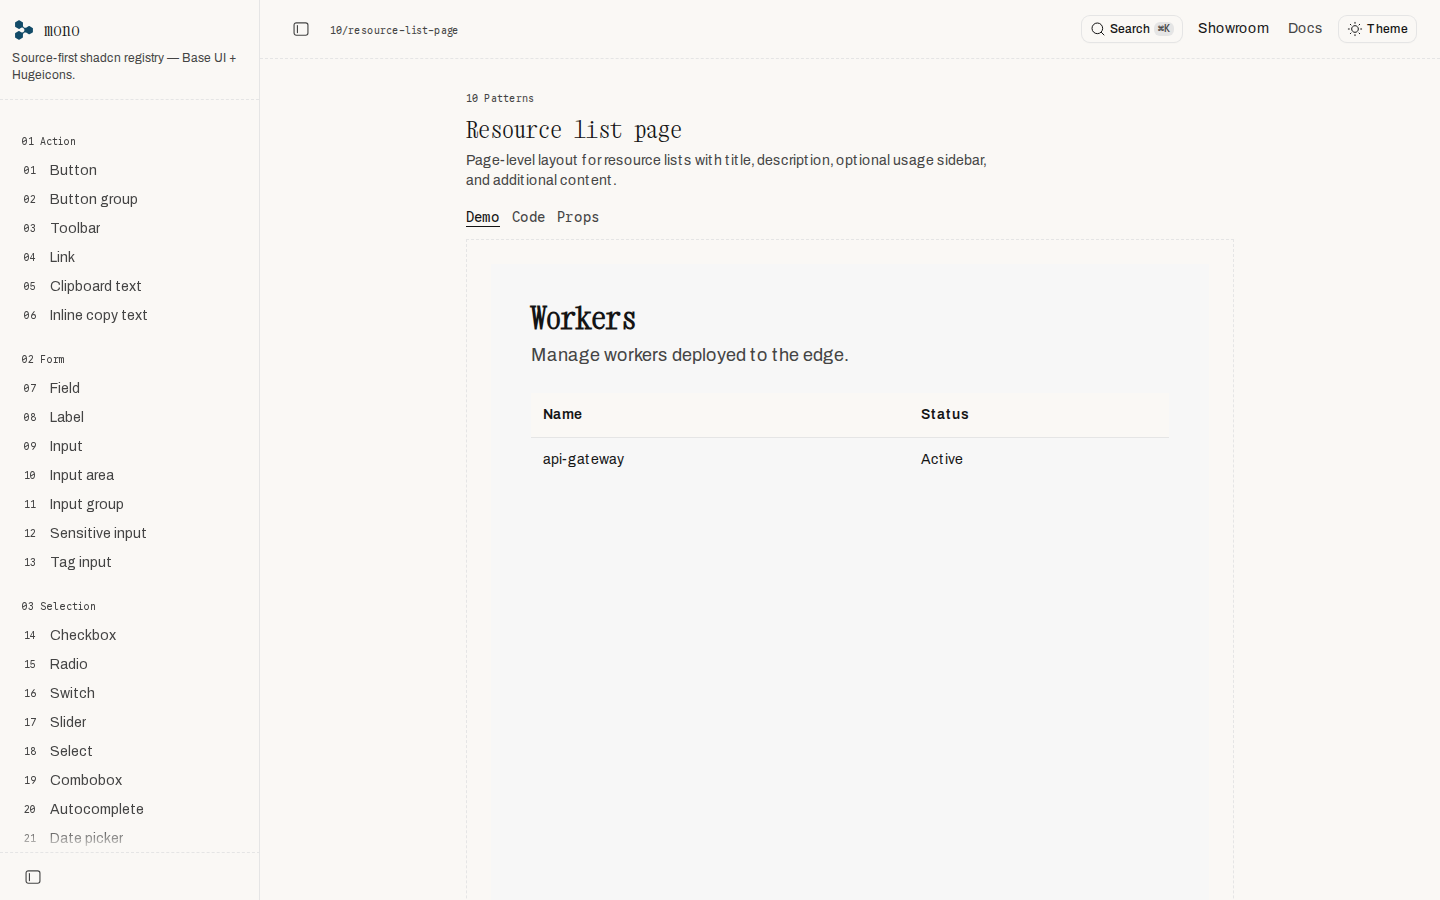 mono
Source-first shadcn registry — Base UI +
Hugeicons.
01 Action
01 Button
02 Button group
03 Toolbar
04 Link
05 Clipboard text
06 Inline copy text
02 Form
07 Field
08 Label
09 Input
10 Input area
11 Input group
12 Sensitive input
13 Tag input
03 Selection
14 Checkbox
15 Radio
16 Switch
17 Slider
18 Select
19 Combobox
20 Autocomplete
21 Date picker
10/resource-list-page
Search ⌘K
Showroom
Docs
Theme
10 Patterns
Resource list page
Page-level layout for resource lists with title, description, optional usage sidebar,
and additional content.
Demo Code Props
Workers
Manage workers deployed to the edge.
Name Status
api-gateway Active